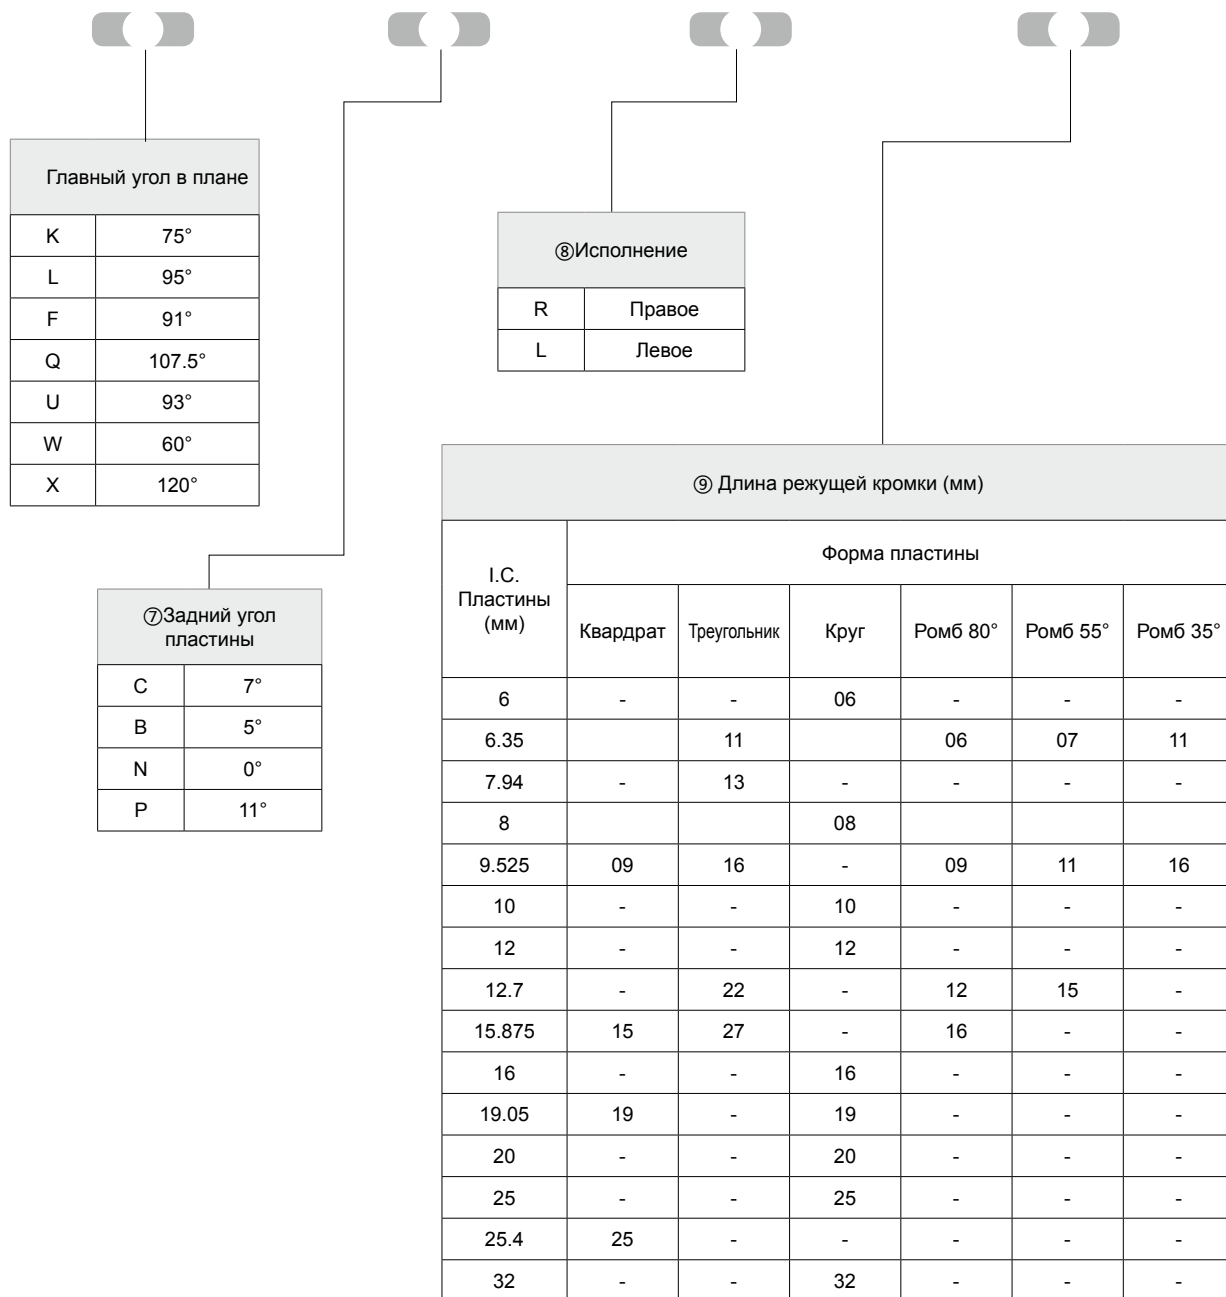 Главный угол в плане
K 75°
L 95°
F 91°
Q 107.5°
U 93°
W 60°
X 120°
⑦Задний угол
пластины
C 7°
B 5°
N 0°
P 11°
⑧Исполнение
R Правое
L Левое
⑨ Длина режущей кромки (мм)
I.C.
Пластины
(мм)
Форма пластины
Квардрат Треугольник Круг Ромб 80° Ромб 55° Ромб 35°
6 - - 06 - - -
6.35 11 06 07 11
7.94 - 13 - - - -
8 08
9.525 09 16 - 09 11 16
10 - - 10 - - -
12 - - 12 - - -
12.7 - 22 - 12 15 -
15.875 15 27 - 16 - -
16 - - 16 - - -
19.05 19 - 19 - - -
20 - - 20 - - -
25 - - 25 - - -
25.4 25 - - - - -
32 - - 32 - - -